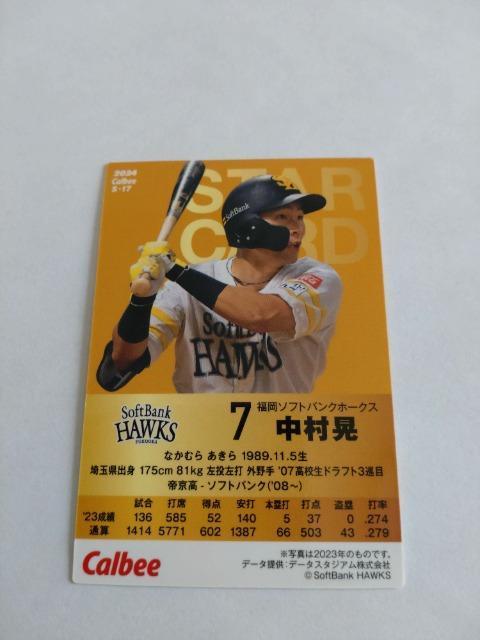 2024
Calbee
S-17
STAR
CARD
SoftBank
SoftBank
HAWKS
SoftBank
HAWKS
FUKUOKA
7 福岡ソフトバンクホークス
中村晃
なかむら あきら 1989.11.5生
埼玉県出身 175cm 81kg 左投左打 外野手 '07高校生ドラフト3巡目
帝京高 - ソフトバンク('08～)
試合 打席 得点 安打 本塁打 打点 盗塁 打率
'23成績 136 585 52 140 5 37 0 .274
通算 1414 5771 602 1387 66 503 43 .279
Calbee
※写真は2023年のものです。
データ提供:データスタジアム株式会社
© SoftBank HAWKS